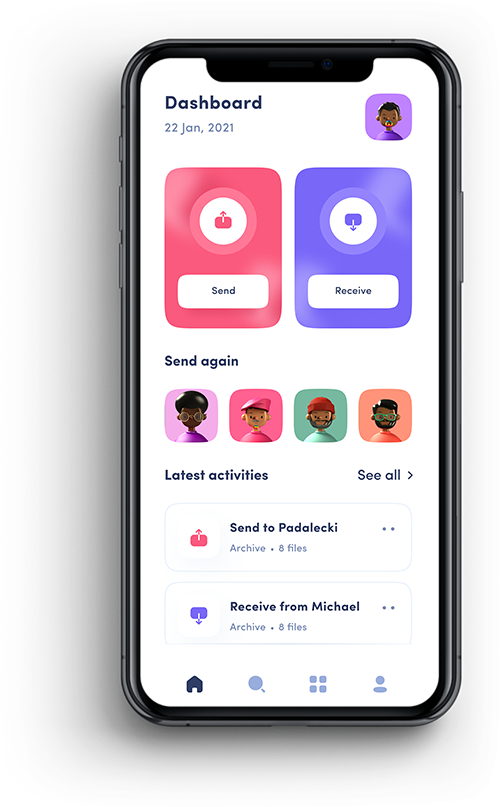 Dashboard
22 Jan, 2021
Send
Receive
Send again
Latest activities
See all
Send to Padalecki
Archive • 8 files
Receive from Michael
Archive • 8 files